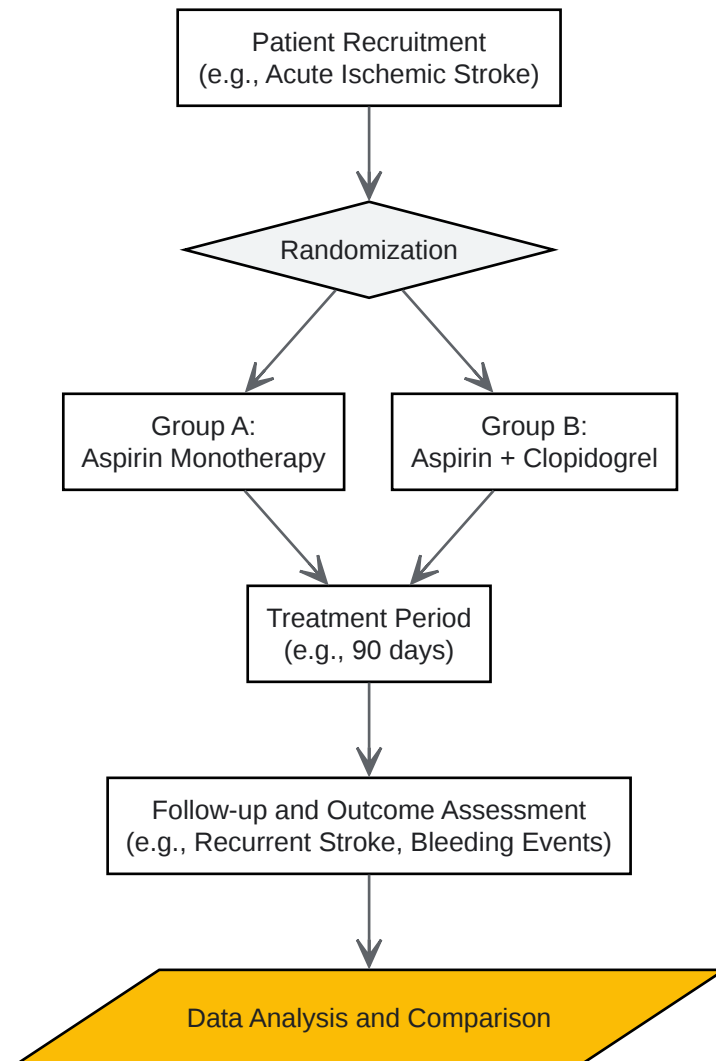 Patient Recruitment
(e.g., Acute Ischemic Stroke)
Randomization
Group A:
Aspirin Monotherapy
Group B:
Aspirin + Clopidogrel
Treatment Period
(e.g., 90 days)
Follow-up and Outcome Assessment
(e.g., Recurrent Stroke, Bleeding Events)
Data Analysis and Comparison